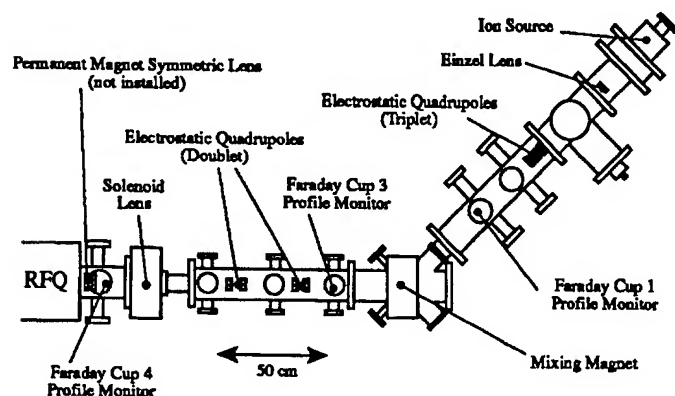 Ion Source
Einzel Lens
Permanent Magnet Symmetric Lens
(not installed)
Electrostatic Quadrupoles
(Triplet)
Electrostatic Quadrupoles
(Doublet)
Solenoid
Lens
Faraday Cup 3
Profile Monitor
RFQ
Faraday Cup 1
Profile Monitor
Mixing Magnet
50 cm
Faraday Cup 4
Profile Monitor